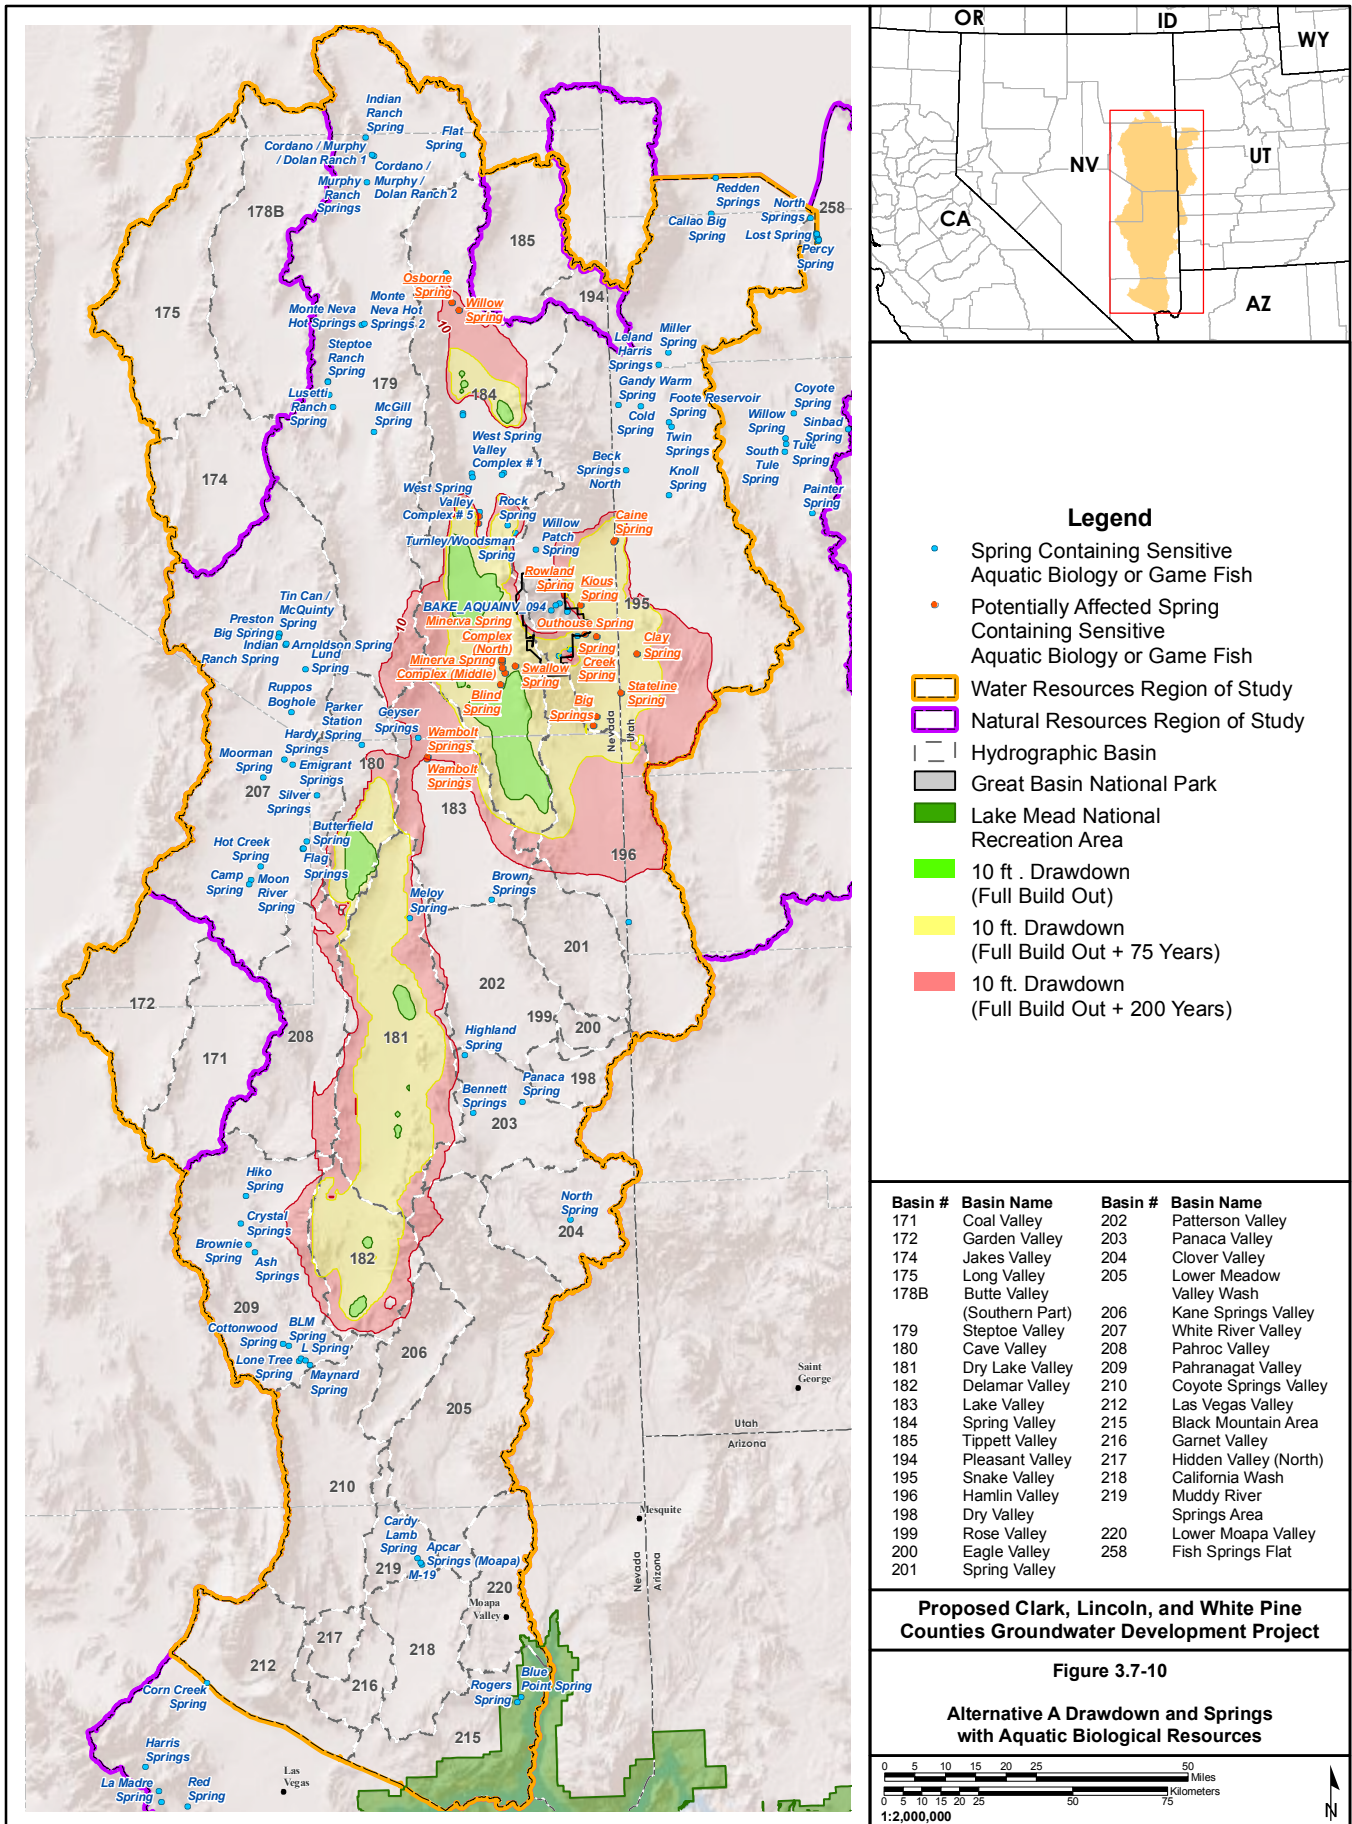 Indian
Ranch
Spring
Flat
Spring
Cordano / Murphy
/ Dolan Ranch 1
Cordano /
Murphy /
Dolan Ranch 2
Murphy
Ranch
Springs
178B
185
Redden
Springs
North
Springs
258
Callao Big
Spring
Lost Spring
Percy
Spring
Osborne
Spring
Willow
Spring
194
175
Monte Neva
Hot Springs
Monte
Neva Hot
Springs 2
10
Miller
Spring
Leland
Harris
Springs
Steptoe
Ranch
Spring
179
184
Lusetti
Ranch
Spring
McGill
Spring
Gandy Warm
Spring
Foote Reservoir
Spring
Cold
Spring
Twin
Springs
Coyote
Spring
Willow
Spring
Sinbad
Spring
Tule
Spring
South
Tule
Spring
West Spring
Valley
Complex # 1
Beck
Springs
North
Knoll
Spring
174
Painter
Spring
West Spring
Valley
Complex # 5
Rock
Spring
Caine
Spring
Willow
Patch
Spring
Turnley/Woodsman
Spring
Rowland
Spring
Kious
Spring
195
BAKE_AQUAINV_094
Tin Can /
McQuinty
Spring
Preston
Big Spring
Indian
Ranch Spring
Arnoldson Spring
Lund
Spring
10
Minerva Spring
Complex
(North)
Outhouse Spring
Clay
Spring
Spring
Creek
Spring
Minerva Spring
Complex (Middle)
Swallow
Spring
Stateline
Spring
Blind
Spring
Big
Springs
Nevada
Utah
Ruppos
Boghole
Parker
Station
Spring
Geyser
Springs
Wambolt
Springs
Hardy
Springs
Moorman
Spring
Emigrant
Springs
180
Wambolt
Springs
207
Silver
Springs
183
196
Butterfield
Spring
Hot Creek
Spring
Flag
Springs
Camp
Spring
Moon
River
Spring
Brown
Springs
Meloy
Spring
201
202
172
199
200
208
181
171
Highland
Spring
198
Panaca
Spring
Bennett
Springs
203
Hiko
Spring
North
Spring
204
Crystal
Springs
Brownie
Spring
Ash
Springs
182
209
BLM
Spring
Cottonwood
Spring
L Spring
Lone Tree
Spring
Maynard
Spring
206
205
Saint
George
Utah
Arizona
210
Mesquite
Cardy
Lamb
Spring
Apcar
Springs (Moapa)
219
M-19
Nevada
Arizona
220
Moapa
Valley
217
218
212
216
Blue
Point Spring
Rogers
Spring
Corn Creek
Spring
215
Harris
Springs
Las
Vegas
La Madre
Spring
Red
Spring
OR
ID
WY
NV
UT
CA
AZ
Legend
Spring Containing Sensitive
Aquatic Biology or Game Fish
Potentially Affected Spring
Containing Sensitive
Aquatic Biology or Game Fish
Water Resources Region of Study
Natural Resources Region of Study
Hydrographic Basin
Great Basin National Park
Lake Mead National
Recreation Area
10 ft . Drawdown
(Full Build Out)
10 ft. Drawdown
(Full Build Out + 75 Years)
10 ft. Drawdown
(Full Build Out + 200 Years)
Basin # Basin Name Basin # Basin Name
171 Coal Valley 202 Patterson Valley
172 Garden Valley 203 Panaca Valley
174 Jakes Valley 204 Clover Valley
175 Long Valley 205 Lower Meadow
178B Butte Valley Valley Wash
(Southern Part) 206 Kane Springs Valley
179 Steptoe Valley 207 White River Valley
180 Cave Valley 208 Pahroc Valley
181 Dry Lake Valley 209 Pahranagat Valley
182 Delamar Valley 210 Coyote Springs Valley
183 Lake Valley 212 Las Vegas Valley
184 Spring Valley 215 Black Mountain Area
185 Tippett Valley 216 Garnet Valley
194 Pleasant Valley 217 Hidden Valley (North)
195 Snake Valley 218 California Wash
196 Hamlin Valley 219 Muddy River
198 Dry Valley Springs Area
199 Rose Valley 220 Lower Moapa Valley
200 Eagle Valley 258 Fish Springs Flat
201 Spring Valley
Proposed Clark, Lincoln, and White Pine
Counties Groundwater Development Project
Figure 3.7-10
Alternative A Drawdown and Springs
with Aquatic Biological Resources
0 5 10 15 20 25 50
Miles
Kilometers
0 5 10 15 20 25 50 75
1:2,000,000
N